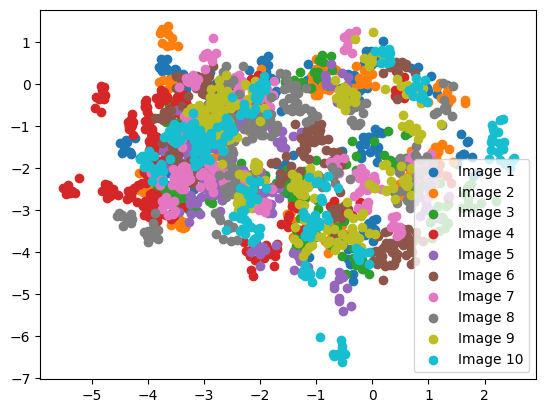 1
0
−1
−2
−3
−4
−5
−6
−7
−5 −4 −3 −2 −1 0 1 2
Image 1
Image 2
Image 3
Image 4
Image 5
Image 6
Image 7
Image 8
Image 9
Image 10